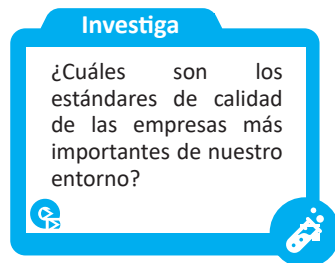 Investiga
¿Cuáles son los
estándares de calidad
de las empresas más
importantes de nuestro
entorno?